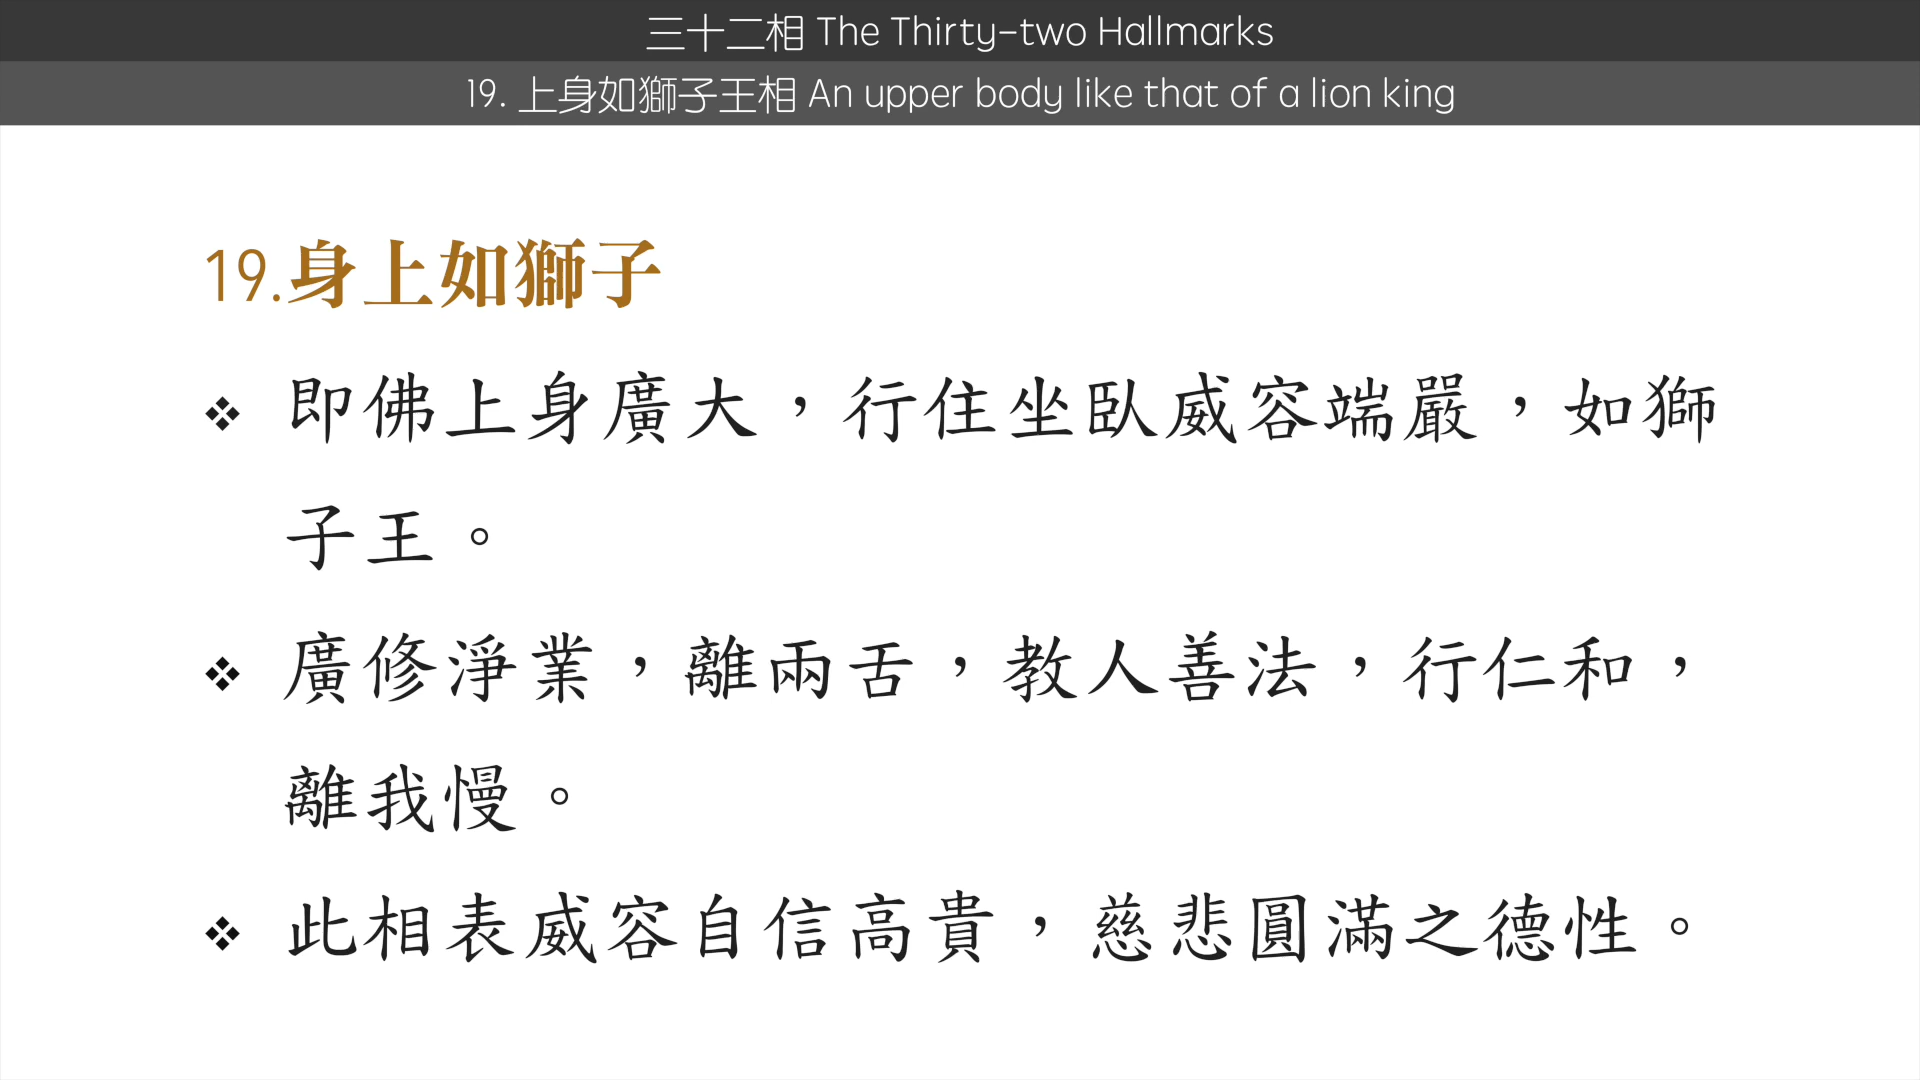 三十二相 The Thirty-two Hallmarks
19. 上身如獅子王相 An upper body like that of a lion king
19.身上如獅子
❖ 即佛上身廣大，行住坐臥威容端嚴，如獅
子王。
❖ 廣修淨業，離兩舌，教人善法，行仁和，
離我慢。
❖ 此相表威容自信高貴，慈悲圓滿之德性。